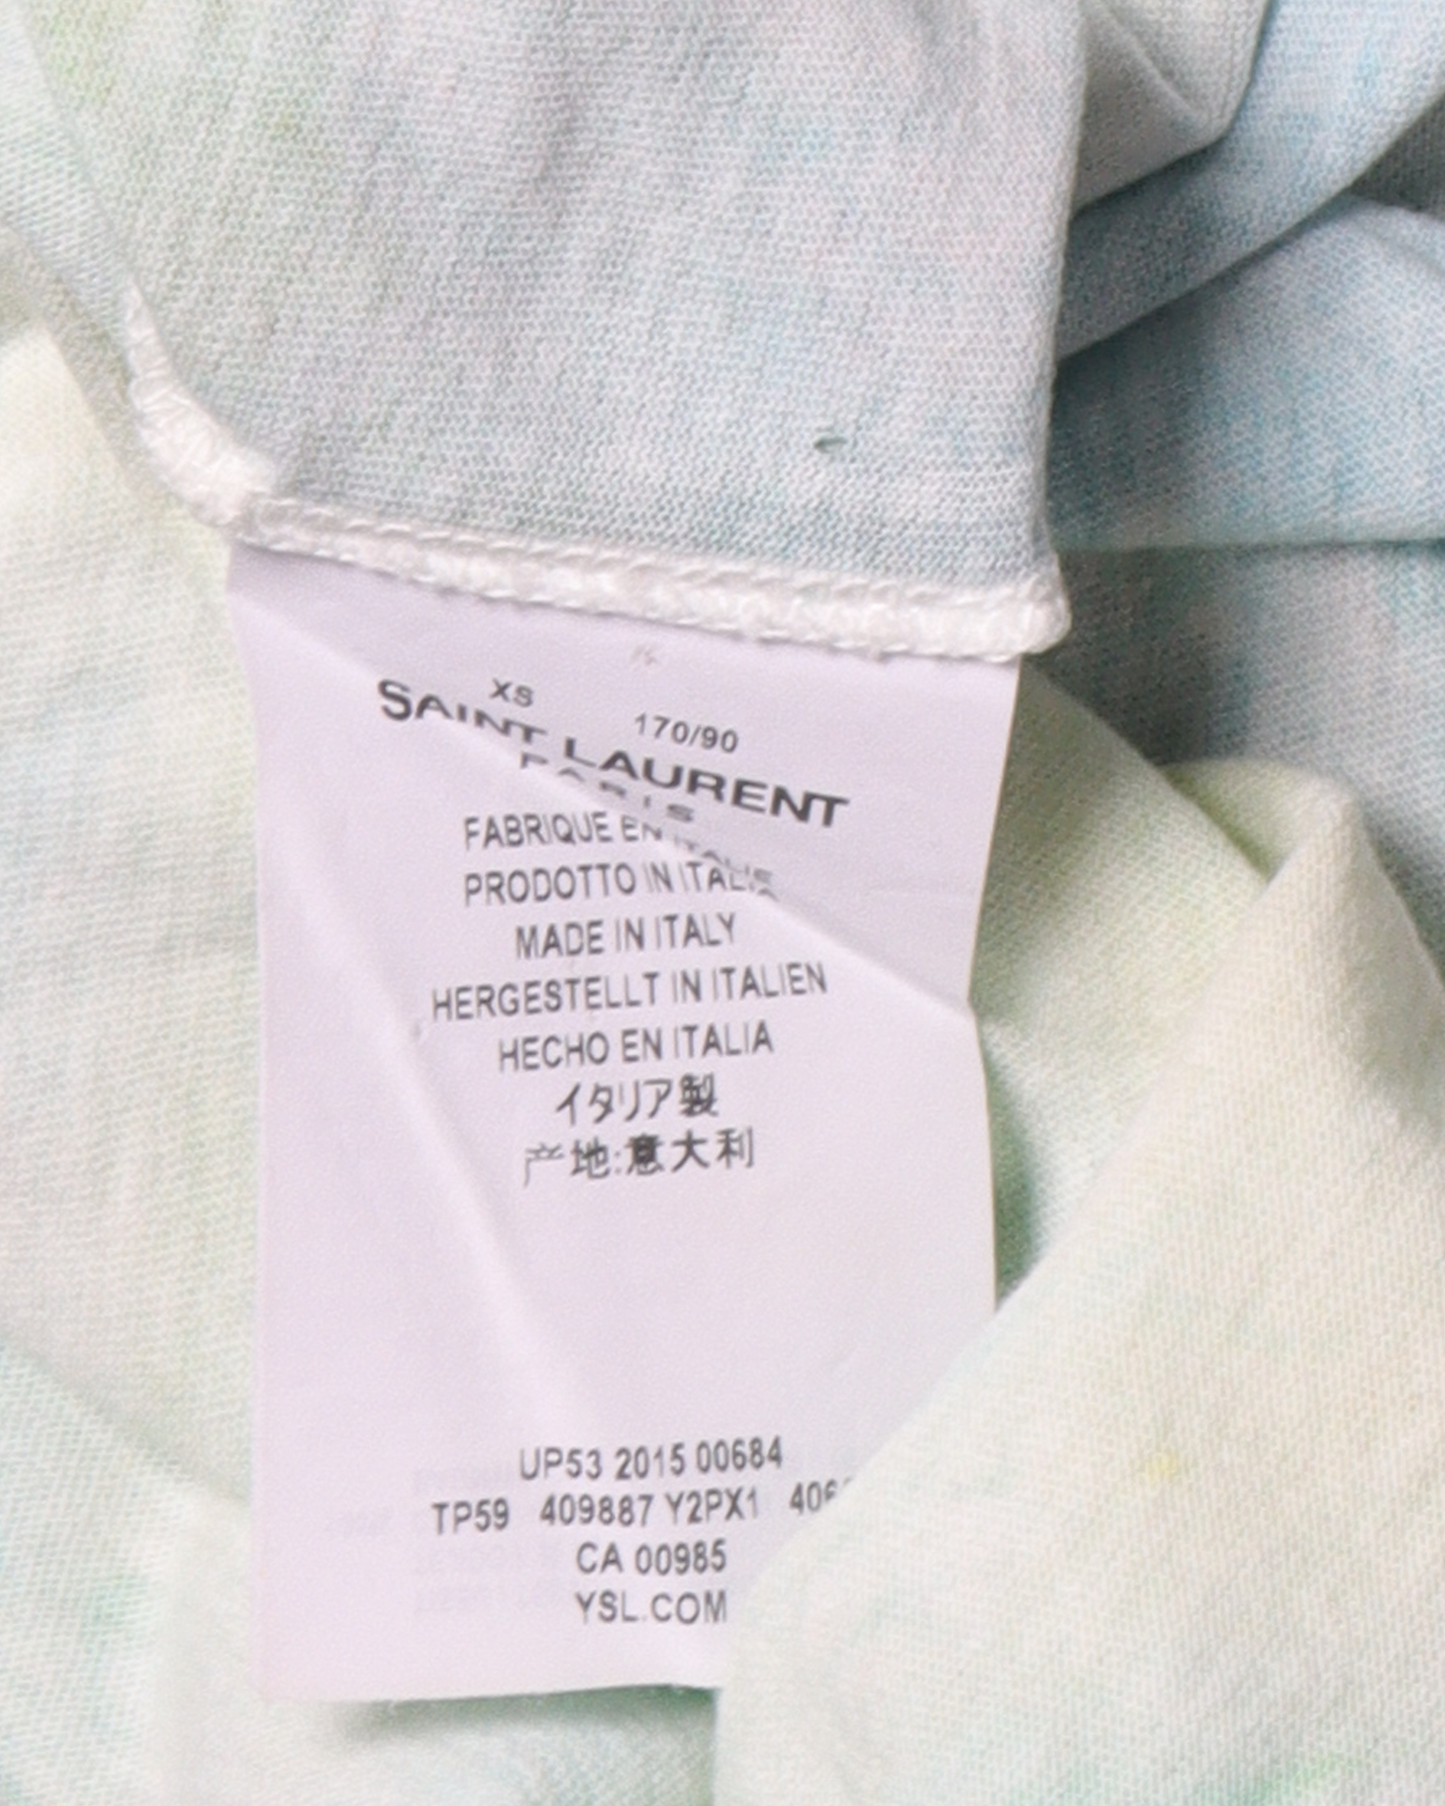 XS 170/90
SAINT LAURENT
PARIS
FABRIQUE EN ITALIE
PRODOTTO IN ITALIA
MADE IN ITALY
HERGESTELLT IN ITALIEN
HECHO EN ITALIA
イタリア製
产地:意大利
UP53 2015 00684
TP59 409887 Y2PX1
CA 00985
YSL.COM